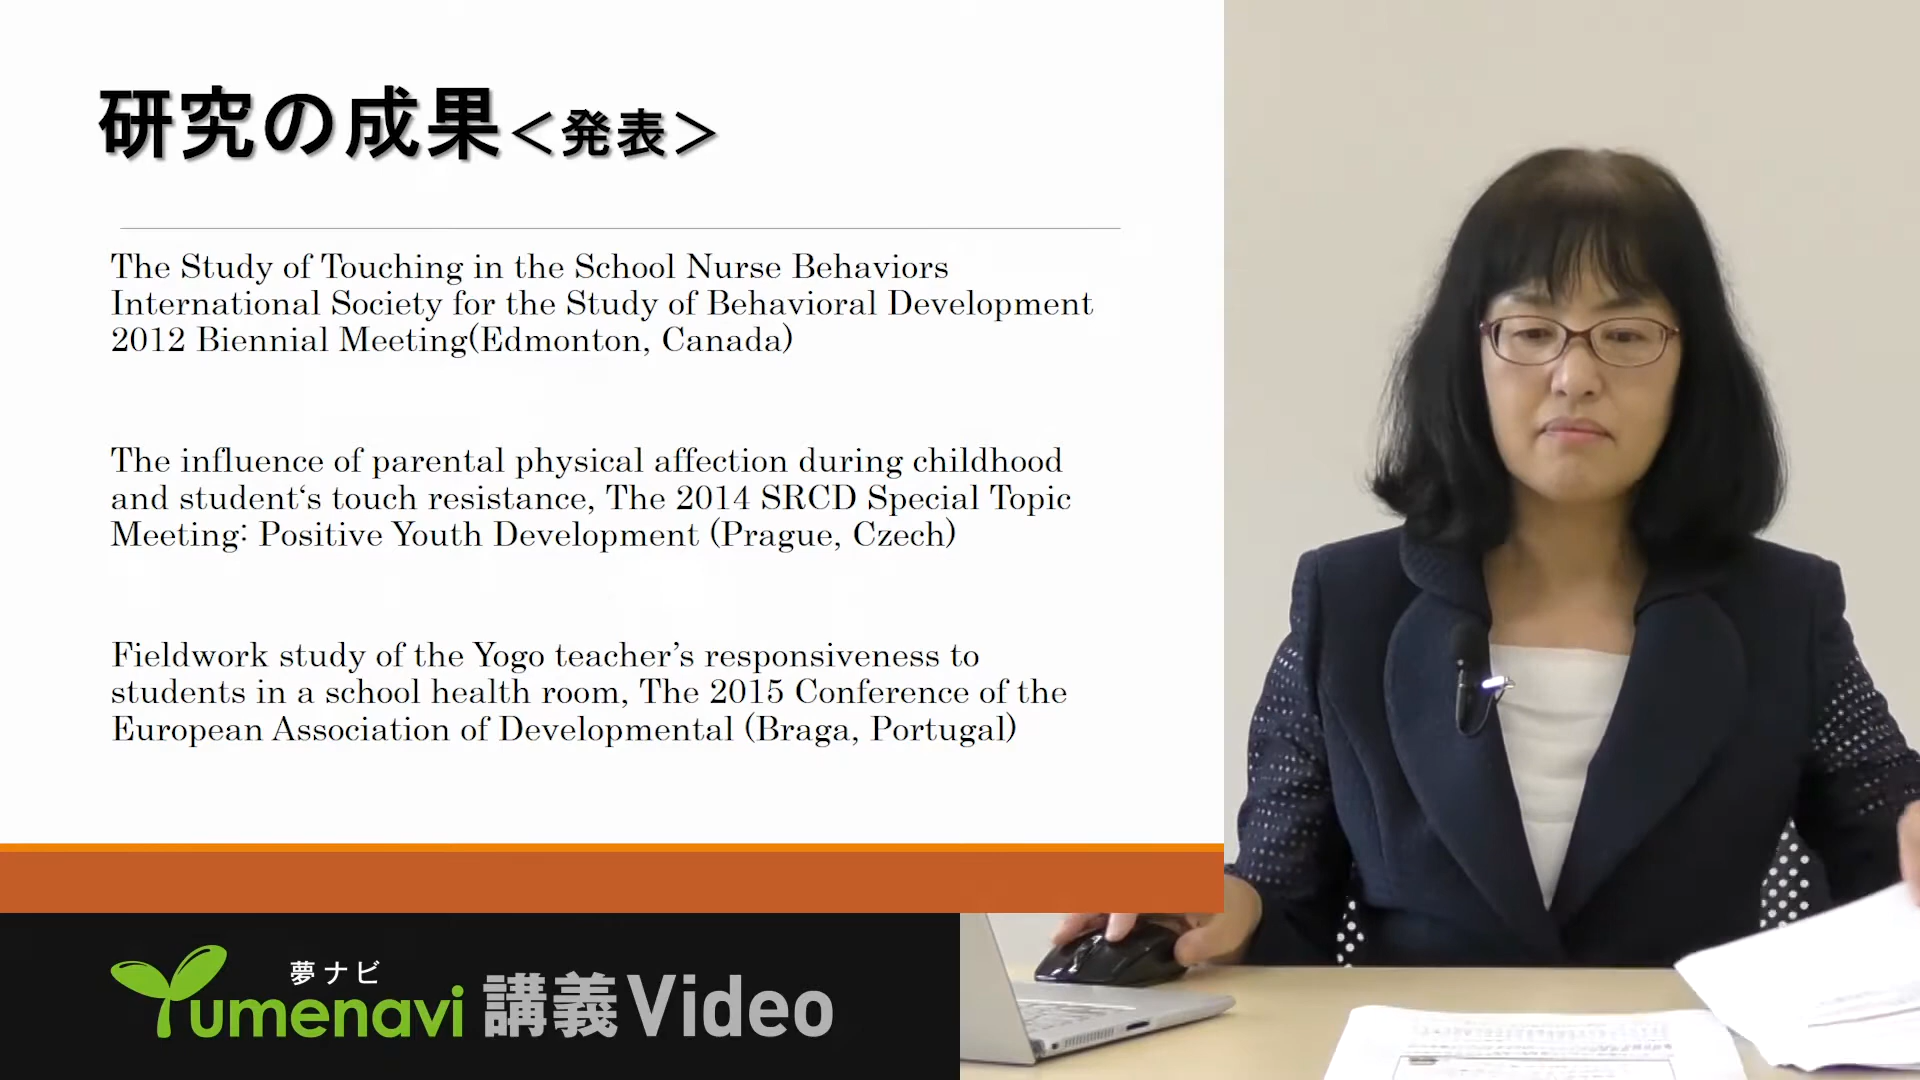 研究の成果＜発表＞
The Study of Touching in the School Nurse Behaviors
International Society for the Study of Behavioral Development
2012 Biennial Meeting(Edmonton, Canada)
The influence of parental physical affection during childhood
and student‘s touch resistance, The 2014 SRCD Special Topic
Meeting: Positive Youth Development (Prague, Czech)
Fieldwork study of the Yogo teacher’s responsiveness to
students in a school health room, The 2015 Conference of the
European Association of Developmental (Braga, Portugal)
夢ナビ
Yumenavi 講義Video